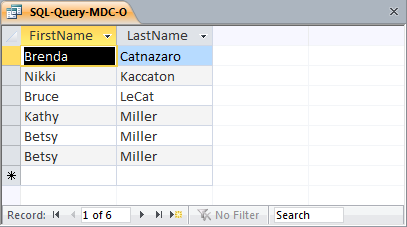 SQL-Query-MDC-O
FirstName LastName
Brenda Catnazaro
Nikki Kaccaton
Bruce LeCat
Kathy Miller
Betsy Miller
Betsy Miller
Record: 1 of 6 No Filter Search